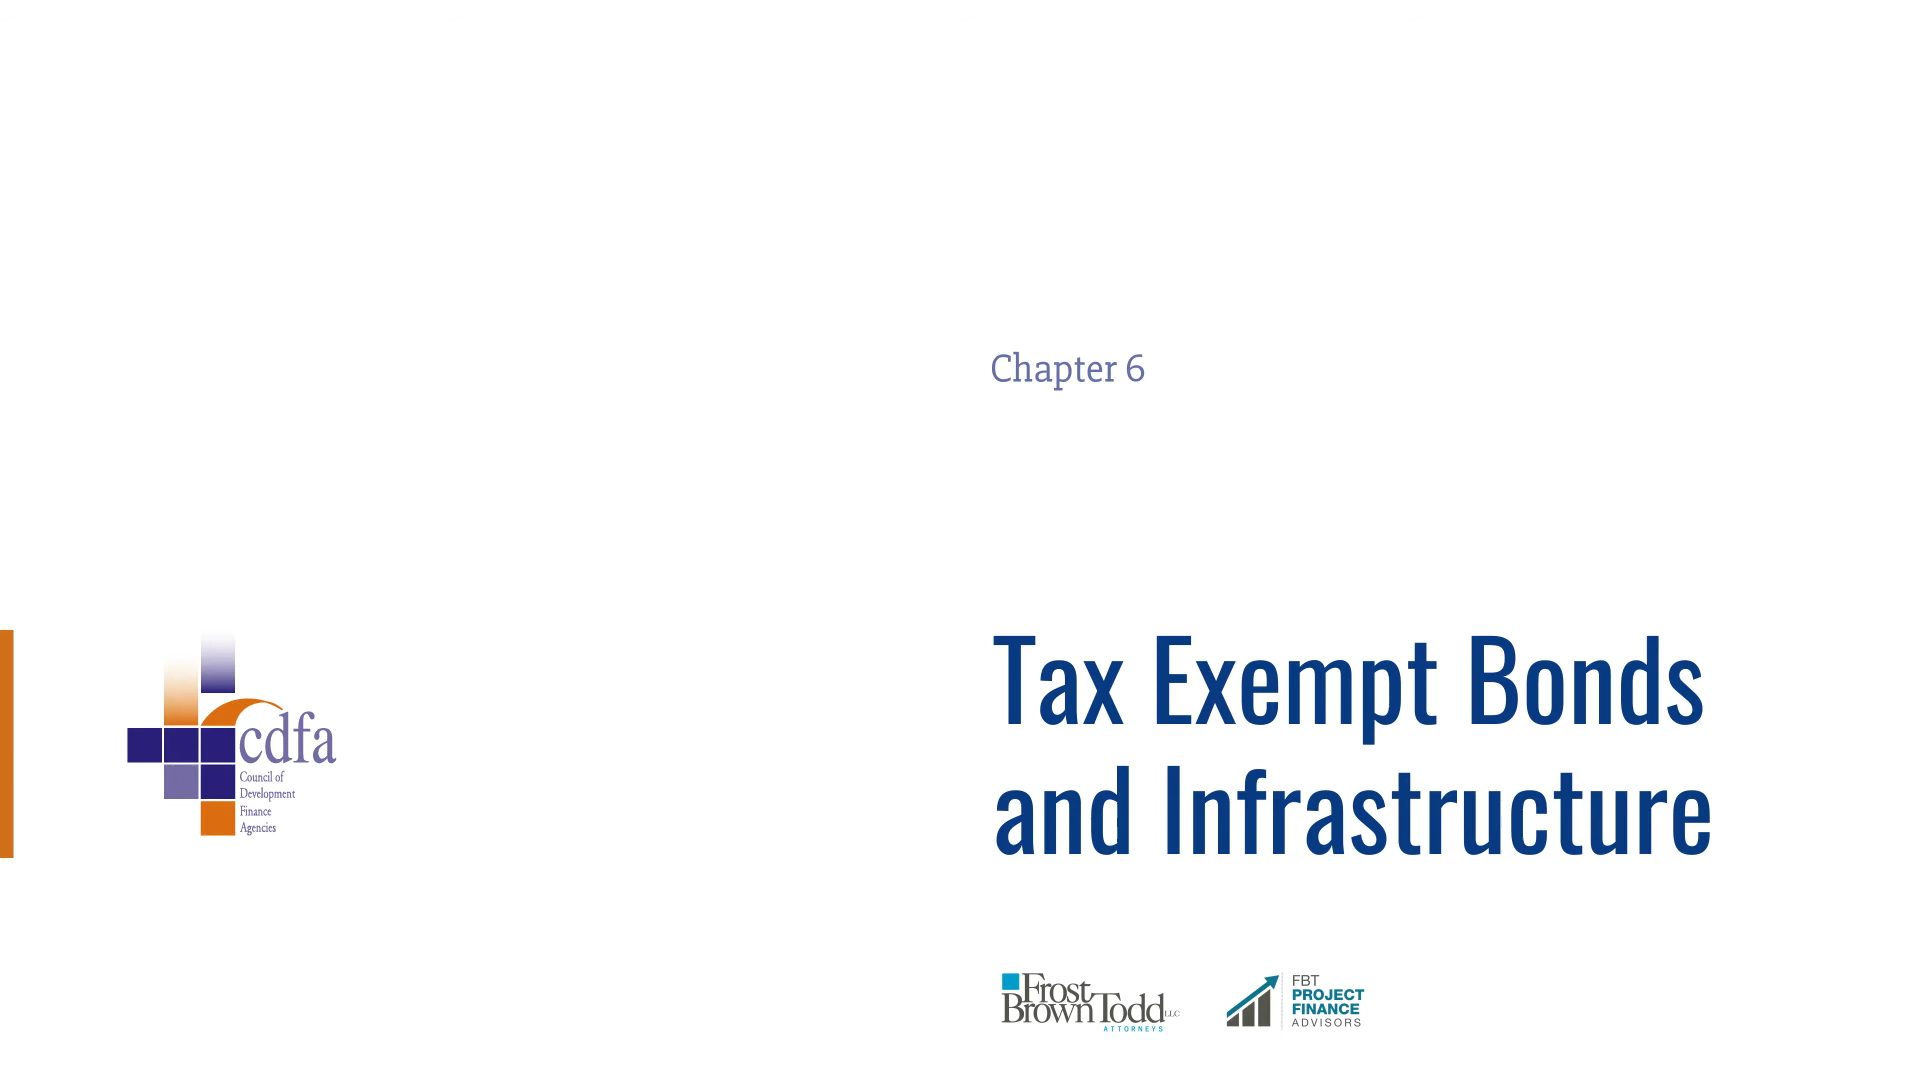 Chapter 6
Tax Exempt Bonds
and Infrastructure
cdfa
Council of
Development
Finance
Agencies
Frost
Brown Todd LLC
ATTORNEYS
FBT
PROJECT
FINANCE
ADVISORS